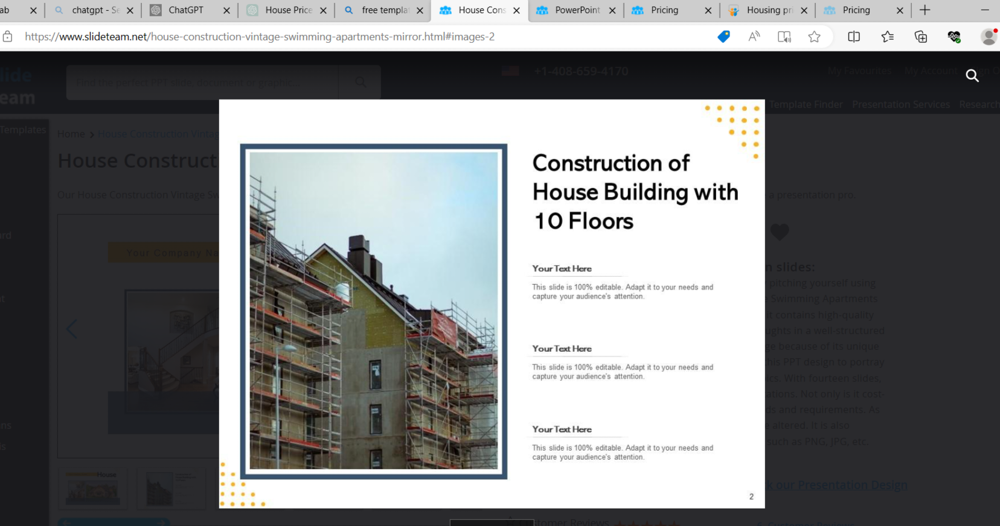 ab
chatgpt - Se
ChatGPT
House Price
free templat
House Cons
PowerPoint
Pricing
Housing pri
Pricing
https://www.slideteam.net/house-construction-vintage-swimming-apartments-mirror.html#images-2
lide
eam
Find the perfect PPT slide, document or graphic...
+1-408-659-4170
My Favourites
My Account
Sign O
Template Finder
Presentation Services
Research
Templates
Home
House Construction Vintag
House Construct
Our House Construction Vintage Sw
a presentation pro.
Your Company Na
House
Construction of
House Building with
10 Floors
Your Text Here
This slide is 100% editable. Adapt it to your needs and
capture your audience's attention.
Your Text Here
This slide is 100% editable. Adapt it to your needs and
capture your audience's attention.
Your Text Here
This slide is 100% editable. Adapt it to your needs and
capture your audience's attention.
2
n slides:
pitching yourself using
Swimming Apartments
it contains high-quality
ughts in a well-structured
ge because of its unique
this PPT design to portray
ics. With fourteen slides,
ations. Not only is it cost-
ds and requirements. As
e altered. It is also
such as PNG, JPG, etc.
k our Presentation Design
tomer Reviews